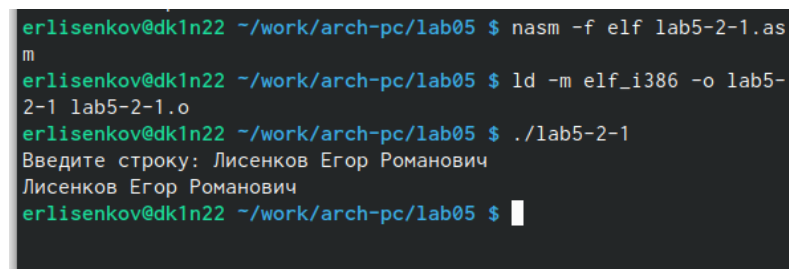 erlisenkov@dk1n22 ~/work/arch-pc/lab05 $ nasm -f elf lab5-2-1.as
m
erlisenkov@dk1n22 ~/work/arch-pc/lab05 $ ld -m elf_i386 -o lab5-
2-1 lab5-2-1.o
erlisenkov@dk1n22 ~/work/arch-pc/lab05 $ ./lab5-2-1
Введите строку: Лисенков Егор Романович
Лисенков Егор Романович
erlisenkov@dk1n22 ~/work/arch-pc/lab05 $